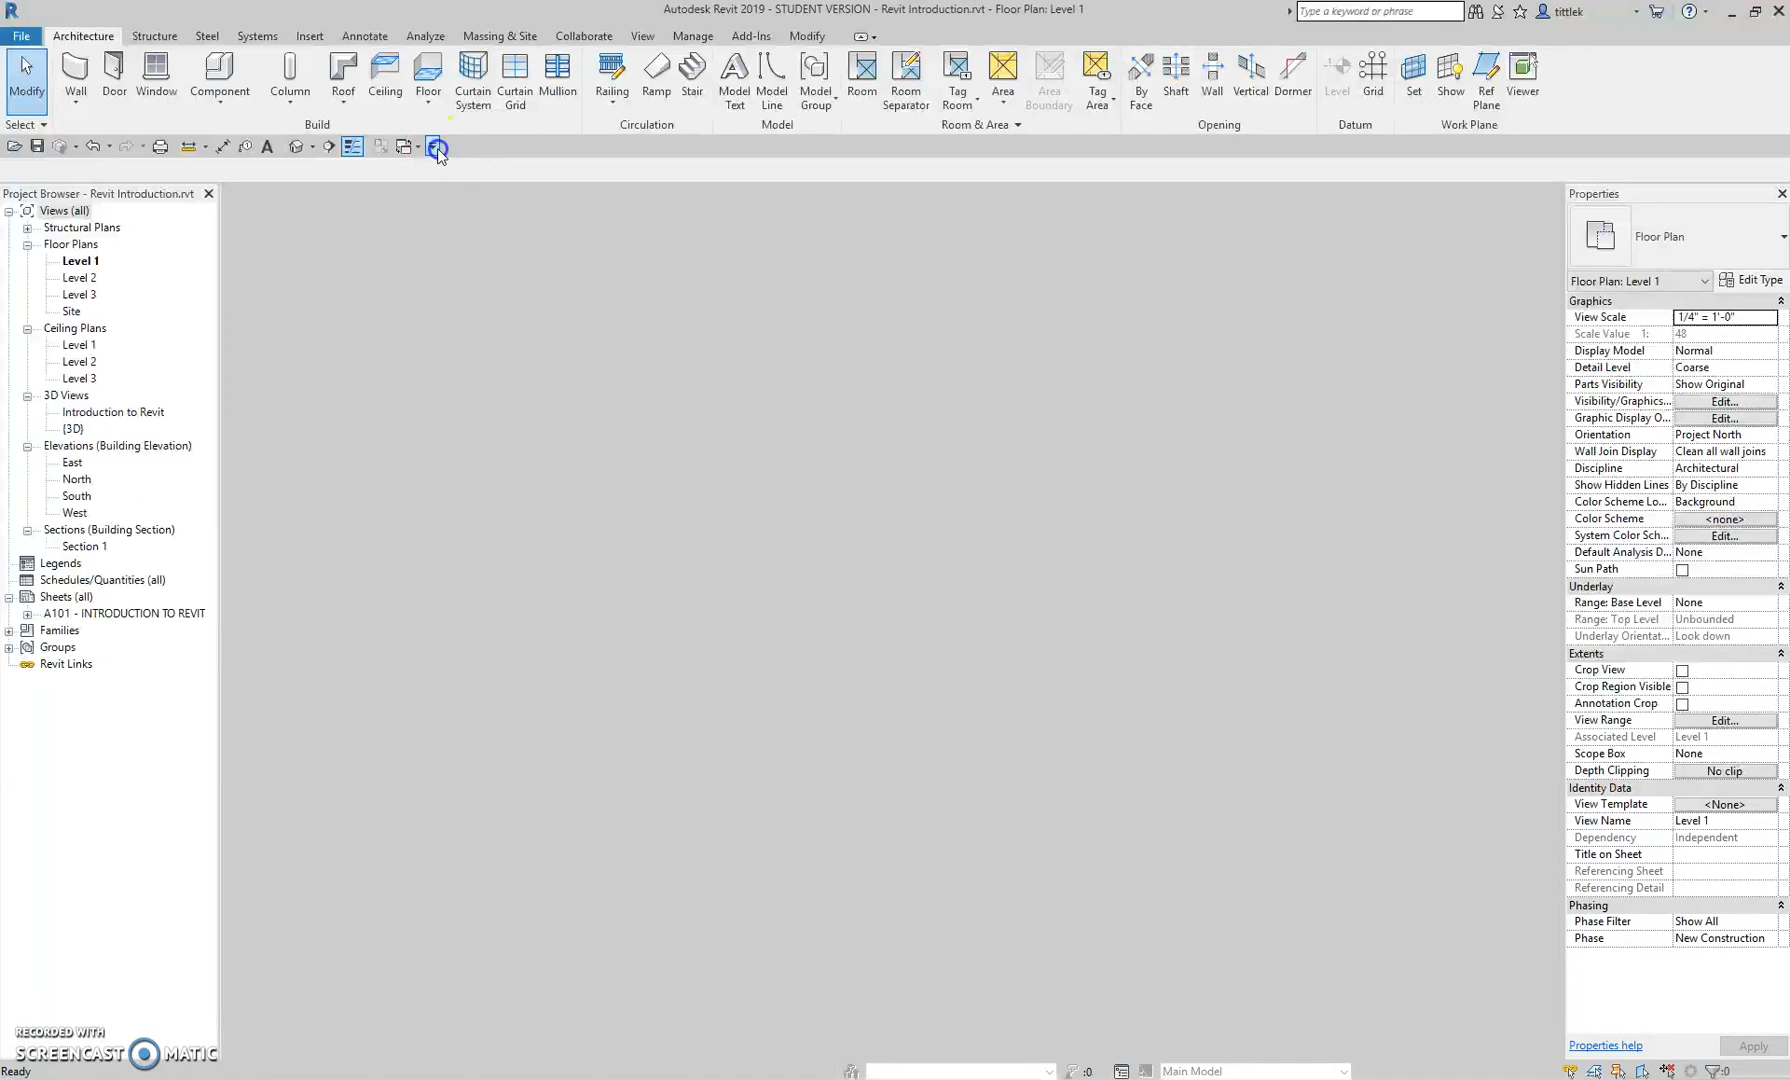 Autodesk Revit 2019 - STUDENT VERSION - Revit Introduction.rvt - Floor Plan: Level 1
Type a keyword or phrase
tittlek
File Architecture Structure Steel Systems Insert Annotate Analyze Massing & Site Collaborate View Manage Add-Ins Modify
Modify
Wall
Door
Window
Component
Column
Roof
Ceiling
Floor
Curtain System
Curtain Grid
Mullion
Railing
Ramp
Stair
Model Text
Model Line
Model Group
Room
Room Separator
Tag Room
Area
Area Boundary
Tag Area
By Face
Shaft
Wall
Vertical
Dormer
Level
Grid
Set
Show
Ref Plane
Viewer
Select Build Circulation Model Room & Area Opening Datum Work Plane
Project Browser - Revit Introduction.rvt
Views (all)
Structural Plans
Floor Plans
Level 1
Level 2
Level 3
Site
Ceiling Plans
Level 1
Level 2
Level 3
3D Views
Introduction to Revit
{3D}
Elevations (Building Elevation)
East
North
South
West
Sections (Building Section)
Section 1
Legends
Schedules/Quantities (all)
Sheets (all)
A101 - INTRODUCTION TO REVIT
Families
Groups
Revit Links
Properties
Floor Plan
Floor Plan: Level 1 Edit Type
Graphics
View Scale 1/4" = 1'-0"
Scale Value 1: 48
Display Model Normal
Detail Level Coarse
Parts Visibility Show Original
Visibility/Graphics... Edit...
Graphic Display O... Edit...
Orientation Project North
Wall Join Display Clean all wall joins
Discipline Architectural
Show Hidden Lines By Discipline
Color Scheme Lo... Background
Color Scheme <none>
System Color Sch... Edit...
Default Analysis D... None
Sun Path
Underlay
Range: Base Level None
Range: Top Level Unbounded
Underlay Orientat... Look down
Extents
Crop View
Crop Region Visible
Annotation Crop
View Range Edit...
Associated Level Level 1
Scope Box None
Depth Clipping No clip
Identity Data
View Template <None>
View Name Level 1
Dependency Independent
Title on Sheet
Referencing Sheet
Referencing Detail
Phasing
Phase Filter Show All
Phase New Construction
Properties help Apply
RECORDED WITH
SCREENCAST MATIC
Ready
:0
Main Model
:0